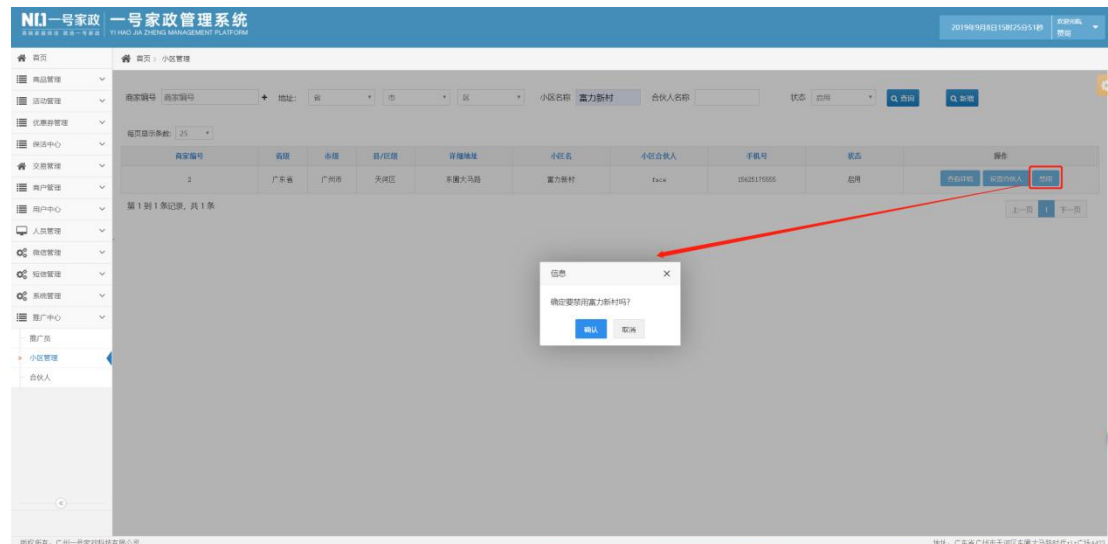 NO.1一号家政 一号家政管理系统
YI HAO JIA ZHENG MANAGEMENT PLATFORM
2019年9月8日15时25分51秒
首页
首页 > 小区管理
商品管理
活动管理
优惠券管理
保洁中心
交易管理
商户管理
用户中心
人员管理
微信管理
短信管理
系统管理
推广中心
推广员
小区管理
合伙人
商家编号 商家编号 + 地址: 省 市 区 小区名称 富力新村 合伙人名称 状态 启用 查询 新增
每页显示条数: 25
商家编号 省级 市级 县/区级 详细地址 小区名 小区合伙人 手机号 状态 操作
2 广东省 广州市 天河区 东圃大马路 富力新村 face 启用 查看详情 设置合伙人 禁用
第 1 到 1 条记录, 共 1 条
上一页 1 下一页
信息 ×
确定要禁用富力新村吗?
确认 取消